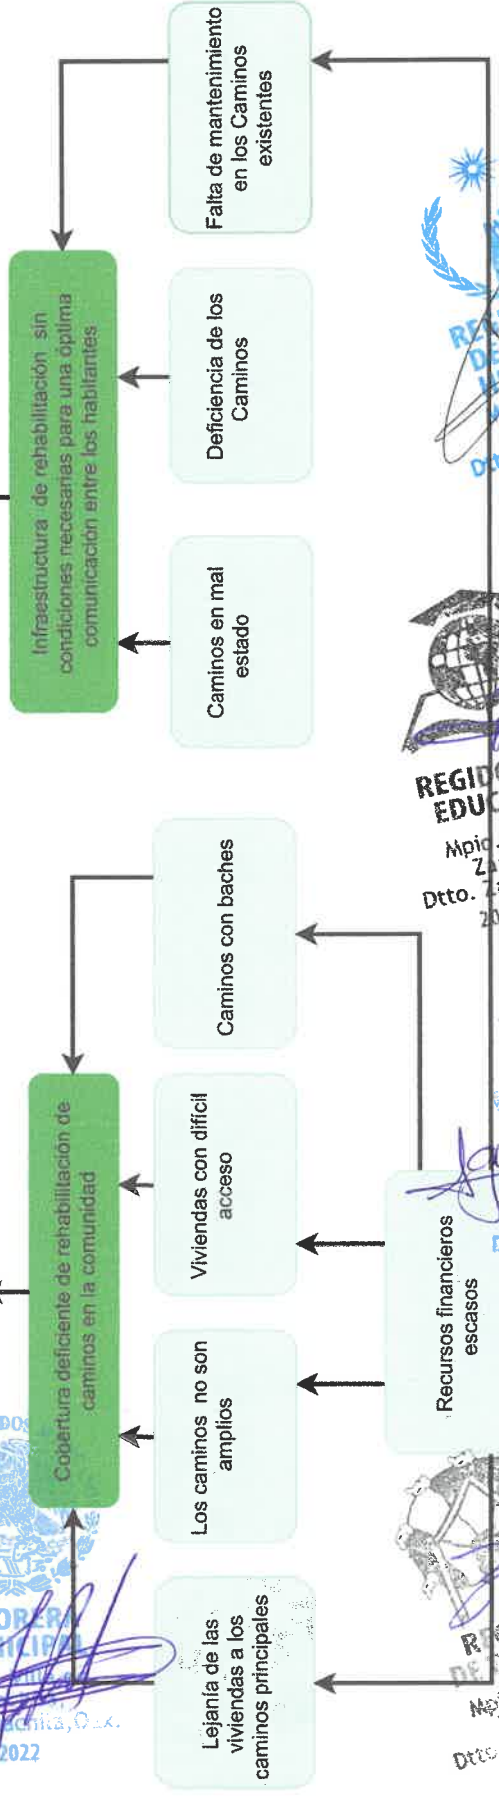 Cobertura deficiente de rehabilitación de
caminos en la comunidad
Infraestructura de rehabilitación sin
condiciones necesarias para una óptima
comunicación entre los habitantes
Lejanía de las
viviendas a los
caminos principales
Los caminos no son
amplios
Viviendas con difícil
acceso
Caminos con baches
Caminos en mal
estado
Deficiencia de los
Caminos
Falta de mantenimiento
en los Caminos
existentes
Recursos financieros
escasos
2022
Dtto.
Mpio
Dtto.